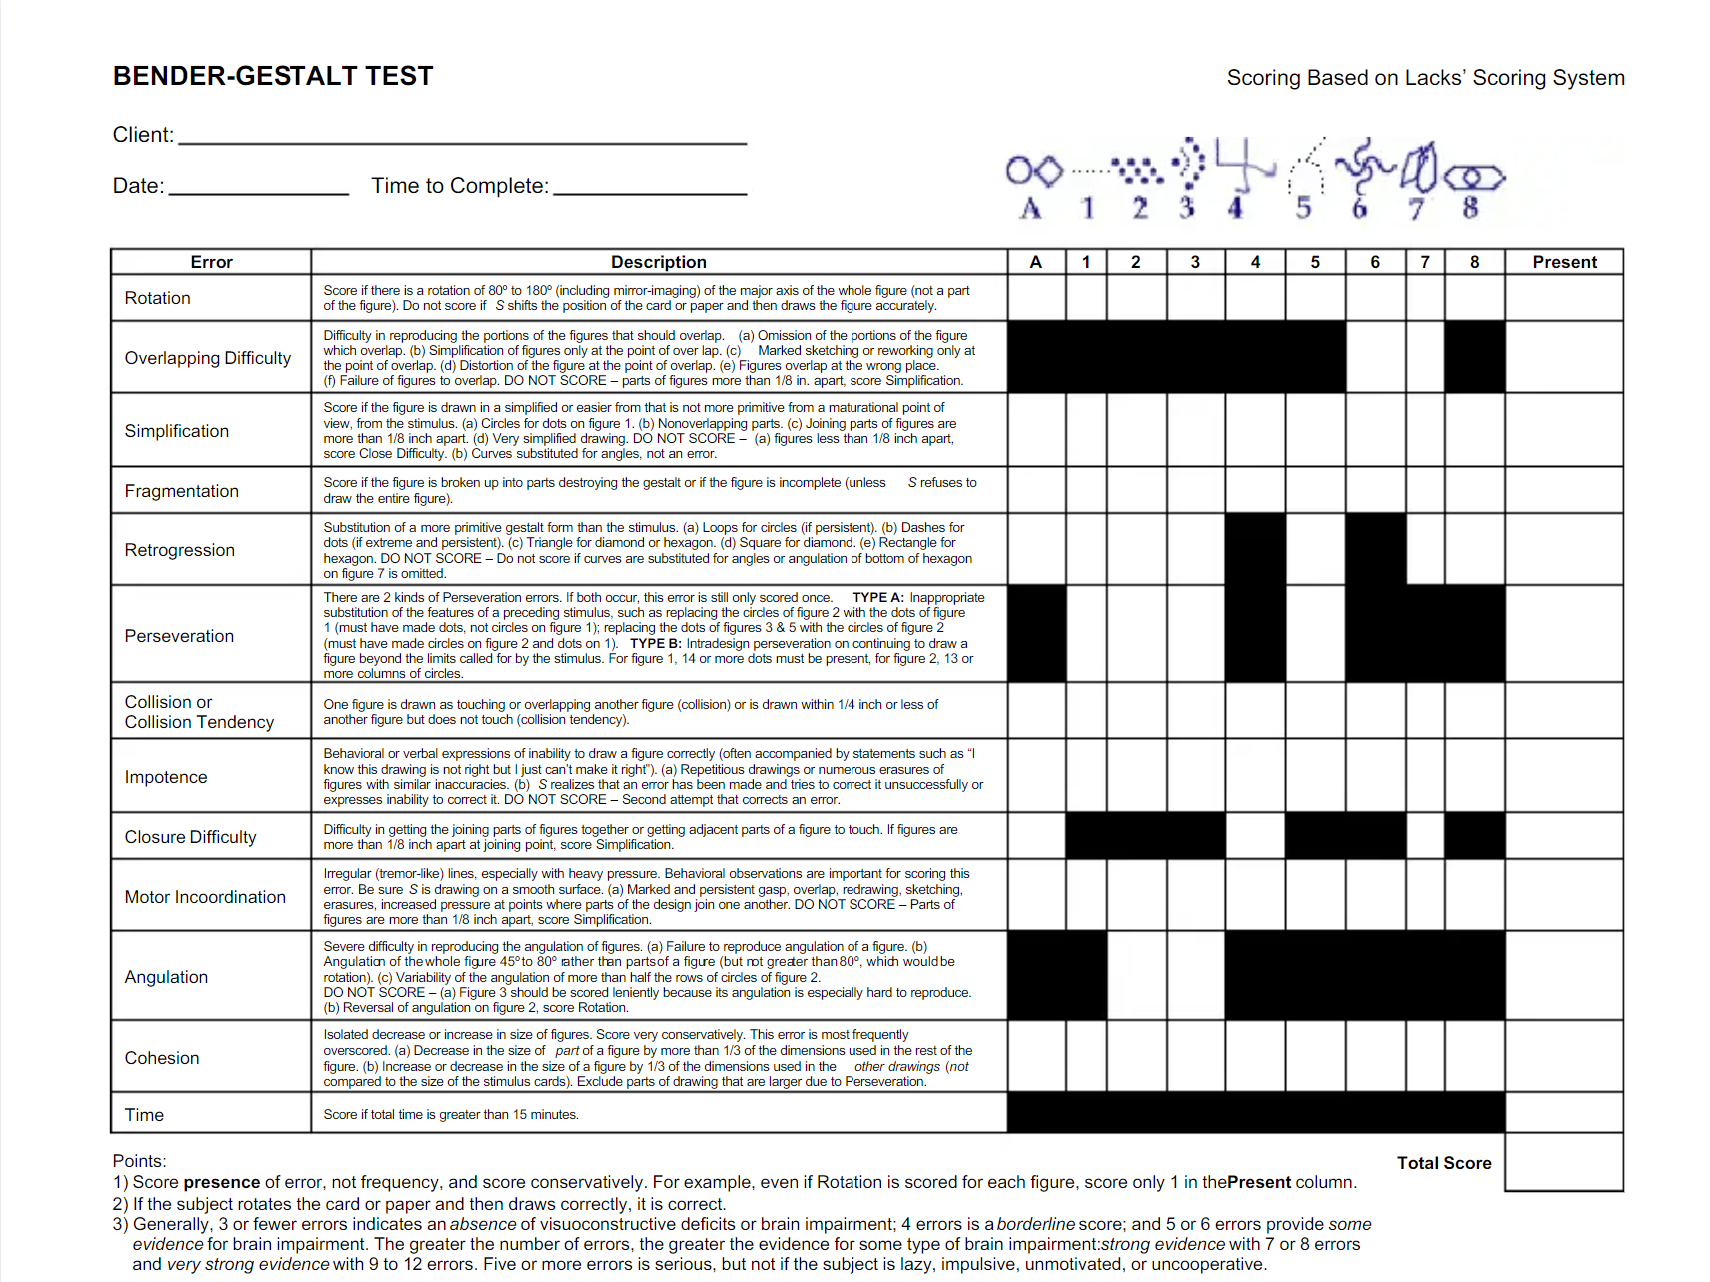 BENDER-GESTALT TEST
Scoring Based on Lacks' Scoring System
Client:
Date: Time to Complete:
A 1 2 3 4 5 6 7 8
Error Description A 1 2 3 4 5 6 7 8 Present
Rotation
Score if there is a rotation of 80º to 180º (including mirror-imaging) of the major axis of the whole figure (not a part
of the figure). Do not score if S shifts the position of the card or paper and then draws the figure accurately.
Overlapping Difficulty
Difficulty in reproducing the portions of the figures that should overlap. (a) Omission of the portions of the figure
which overlap. (b) Simplification of figures only at the point of over lap. (c) Marked sketching or reworking only at
the point of overlap. (d) Distortion of the figure at the point of overlap. (e) Figures overlap at the wrong place.
(f) Failure of figures to overlap. DO NOT SCORE – parts of figures more than 1/8 in. apart, score Simplification.
Simplification
Score if the figure is drawn in a simplified or easier from that is not more primitive from a maturational point of
view, from the stimulus. (a) Circles for dots on figure 1. (b) Nonoverlapping parts. (c) Joining parts of figures are
more than 1/8 inch apart. (d) Very simplified drawing. DO NOT SCORE – (a) figures less than 1/8 inch apart,
score Close Difficulty. (b) Curves substituted for angles, not an error.
Fragmentation
Score if the figure is broken up into parts destroying the gestalt or if the figure is incomplete (unless S refuses to
draw the entire figure).
Retrogression
Substitution of a more primitive gestalt form than the stimulus. (a) Loops for circles (if persistent). (b) Dashes for
dots (if extreme and persistent). (c) Triangle for diamond or hexagon. (d) Square for diamond. (e) Rectangle for
hexagon. DO NOT SCORE – Do not score if curves are substituted for angles or angulation of bottom of hexagon
on figure 7 is omitted.
Perseveration
There are 2 kinds of Perseveration errors. If both occur, this error is still only scored once. TYPE A: Inappropriate
substitution of the features of a preceding stimulus, such as replacing the circles of figure 2 with the dots of figure
1 (must have made dots, not circles on figure 1); replacing the dots of figures 3 & 5 with the circles of figure 2
(must have made circles on figure 2 and dots on 1). TYPE B: Intradesign perseveration on continuing to draw a
figure beyond the limits called for by the stimulus. For figure 1, 14 or more dots must be present, for figure 2, 13 or
more columns of circles.
Collision or
Collision Tendency
One figure is drawn as touching or overlapping another figure (collision) or is drawn within 1/4 inch or less of
another figure but does not touch (collision tendency).
Impotence
Behavioral or verbal expressions of inability to draw a figure correctly (often accompanied by statements such as “I
know this drawing is not right but I just can’t make it right”). (a) Repetitious drawings or numerous erasures of
figures with similar inaccuracies. (b) S realizes that an error has been made and tries to correct it unsuccessfully or
expresses inability to correct it. DO NOT SCORE – Second attempt that corrects an error.
Closure Difficulty
Difficulty in getting the joining parts of figures together or getting adjacent parts of a figure to touch. If figures are
more than 1/8 inch apart at joining point, score Simplification.
Motor Incoordination
Irregular (tremor-like) lines, especially with heavy pressure. Behavioral observations are important for scoring this
error. Be sure S is drawing on a smooth surface. (a) Marked and persistent gasp, overlap, redrawing, sketching,
erasures, increased pressure at points where parts of the design join one another. DO NOT SCORE – Parts of
figures are more than 1/8 inch apart, score Simplification.
Angulation
Severe difficulty in reproducing the angulation of figures. (a) Failure to reproduce angulation of a figure. (b)
Angulation of the whole figure 45º to 80º rather than parts of a figure (but not greater than 80º, which would be
rotation). (c) Variability of the angulation of more than half the rows of circles of figure 2.
DO NOT SCORE – (a) Figure 3 should be scored leniently because its angulation is especially hard to reproduce.
(b) Reversal of angulation on figure 2, score Rotation.
Cohesion
Isolated decrease or increase in size of figures. Score very conservatively. This error is most frequently
overscored. (a) Decrease in the size of part of a figure by more than 1/3 of the dimensions used in the rest of the
figure. (b) Increase or decrease in the size of a figure by 1/3 of the dimensions used in the other drawings (not
compared to the size of the stimulus cards). Exclude parts of drawing that are larger due to Perseveration.
Time
Score if total time is greater than 15 minutes.
Total Score
Points:
1) Score presence of error, not frequency, and score conservatively. For example, even if Rotation is scored for each figure, score only 1 in the Present column.
2) If the subject rotates the card or paper and then draws correctly, it is correct.
3) Generally, 3 or fewer errors indicates an absence of visuoconstructive deficits or brain impairment; 4 errors is a borderline score; and 5 or 6 errors provide some
evidence for brain impairment. The greater the number of errors, the greater the evidence for some type of brain impairment: strong evidence with 7 or 8 errors
and very strong evidence with 9 to 12 errors. Five or more errors is serious, but not if the subject is lazy, impulsive, unmotivated, or uncooperative.